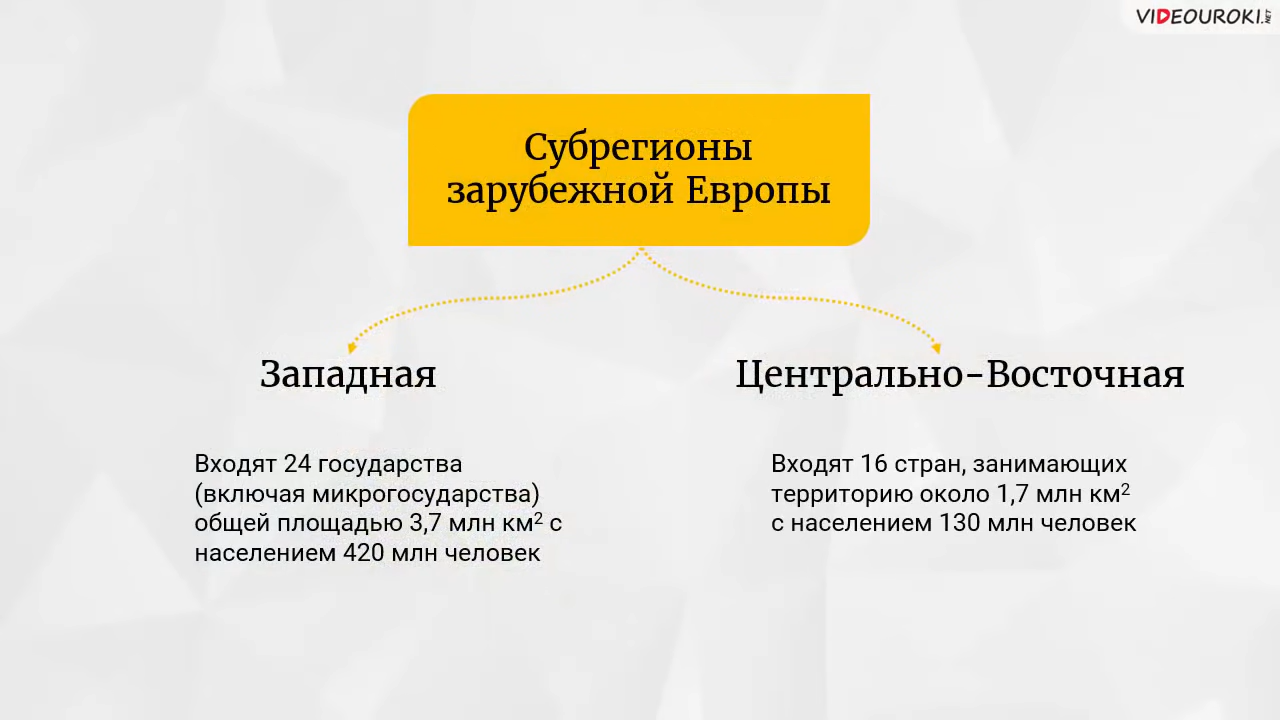 VIDEOUROKI.NET
Субрегионы
зарубежной Европы
Западная
Центрально-Восточная
Входят 24 государства
(включая микрогосударства)
общей площадью 3,7 млн км² с
населением 420 млн человек
Входят 16 стран, занимающих
территорию около 1,7 млн км²
с населением 130 млн человек